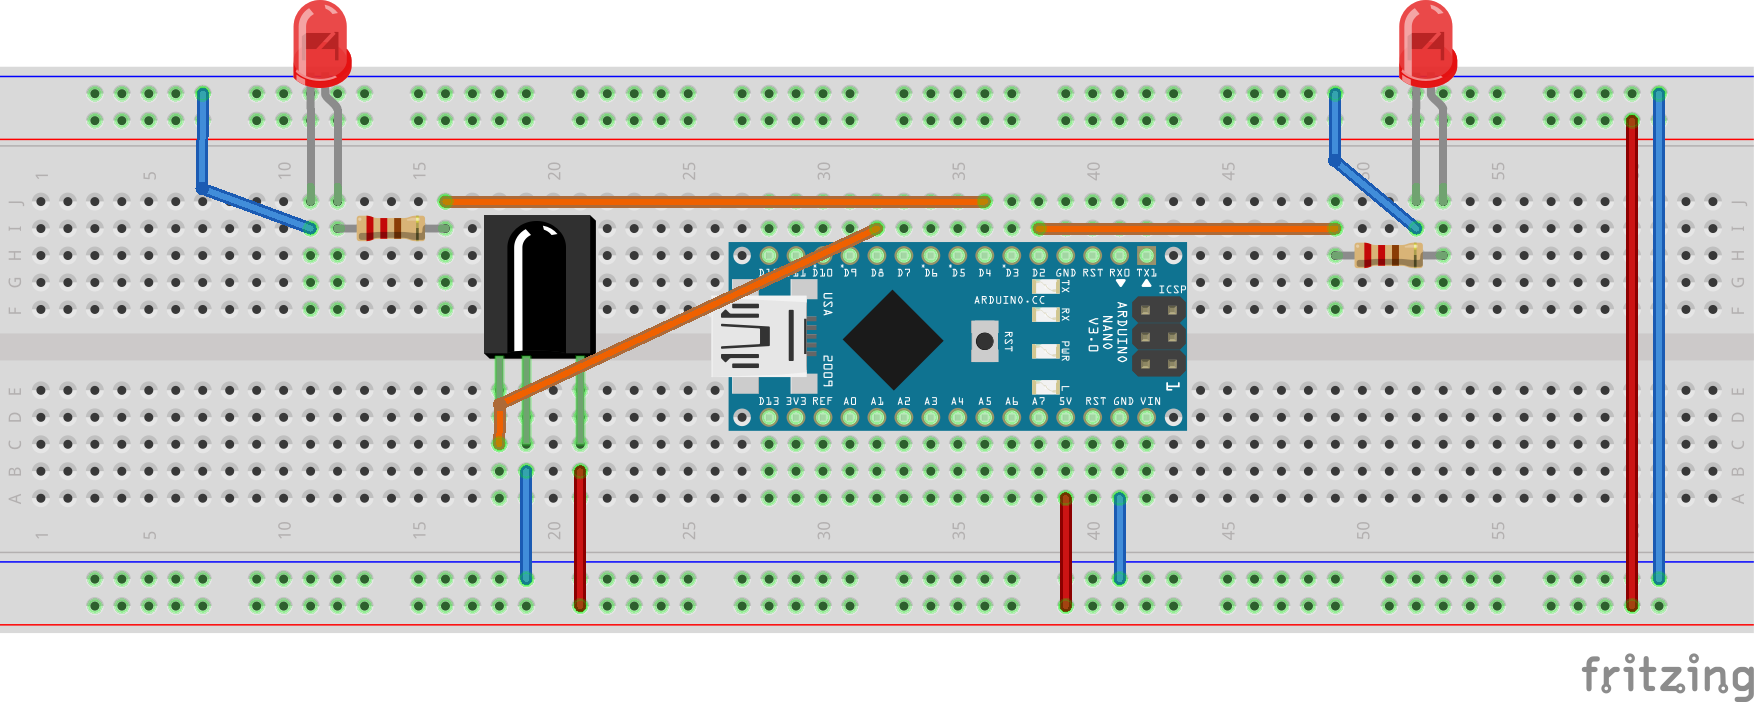 1 5 10 15 20 25 30 35 40 45 50 55
J J
I I
H H
G G
F F
D10 D9 D8 D7 D6 D5 D4 D3 D2 GND RST RX0 TX1
ICSP
USA
TX
ARDUINO.CC
RX
RST
ARDUINO
NANO
V3.0
PWR
2009
L
1
D13 3V3 REF A0 A1 A2 A3 A4 A5 A6 A7 5V RST GND VIN
E E
D D
C C
B B
A A
1 5 10 15 20 25 30 35 40 45 50 55
fritzing